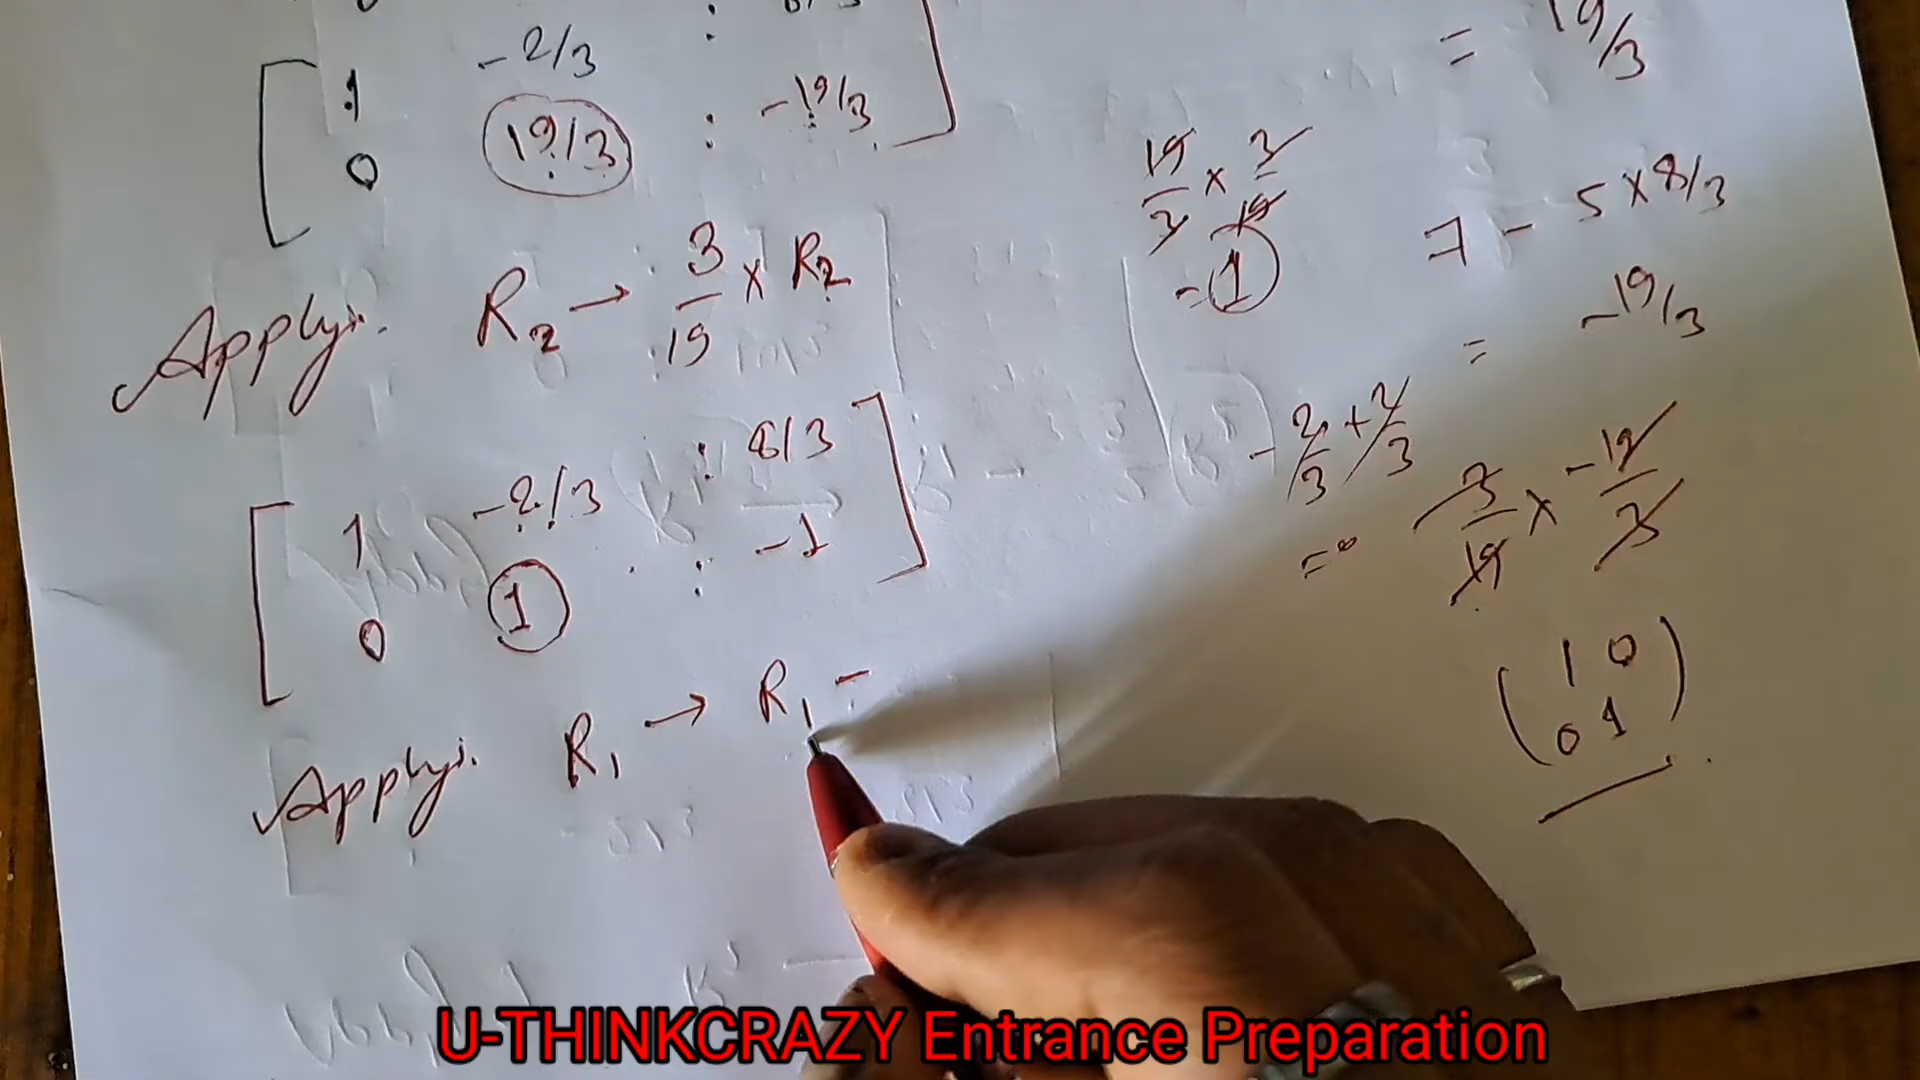 8/3
1 -2/3
0 19/3 : -19/3
Apply: R2 → 3/19 × R2
1 -2/3 : 8/3
0 1 : -1
Apply: R1 → R1 -
= 19/3
19/3 × 3/19
= 1
7 - 5×8/3
= -19/3
-2/3 + 2/3
= 0
3/19 × -19/3
1 0
0 1
U-THINKCRAZY Entrance Preparation